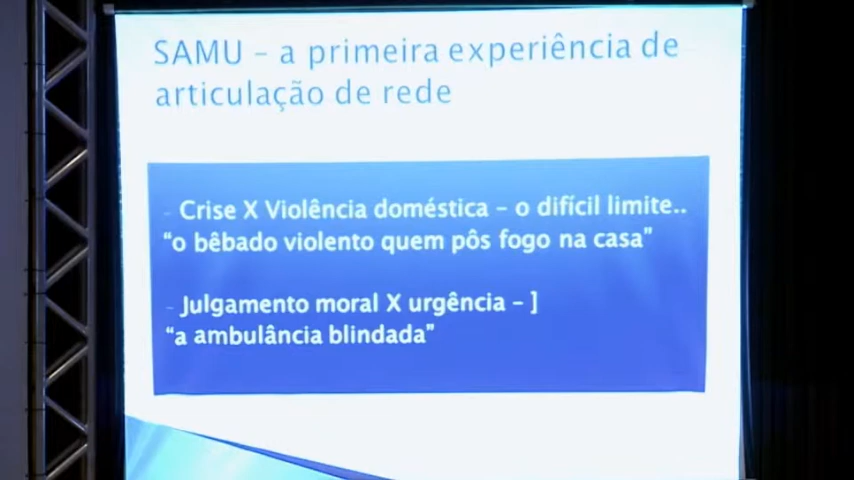 SAMU – a primeira experiência de
articulação de rede
- Crise X Violência doméstica – o difícil limite..
“o bêbado violento quem pôs fogo na casa”
- Julgamento moral X urgência – ]
“a ambulância blindada”